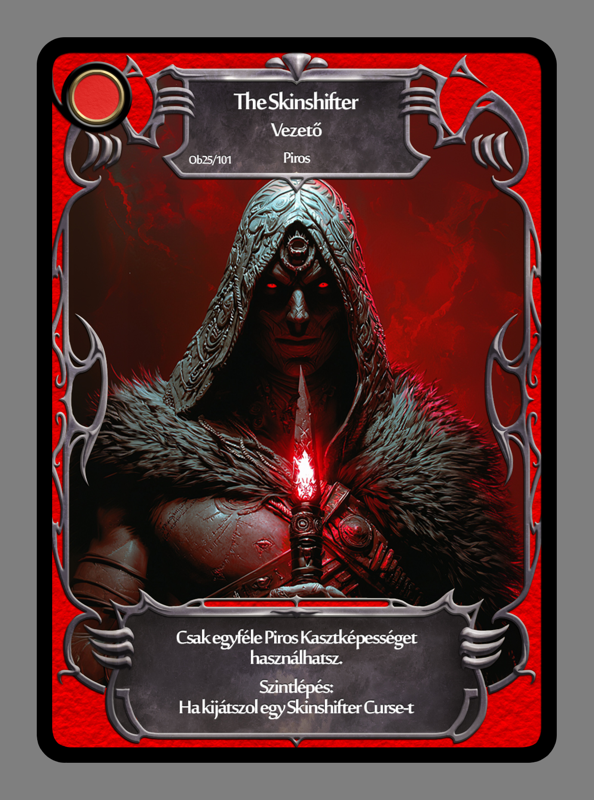 The Skinshifter
Vezető
Ob25/101 Piros
Csak egyféle Piros Kasztképességet
használhatsz.
Szintlépés:
Ha kijátszol egy Skinshifter Curse-t